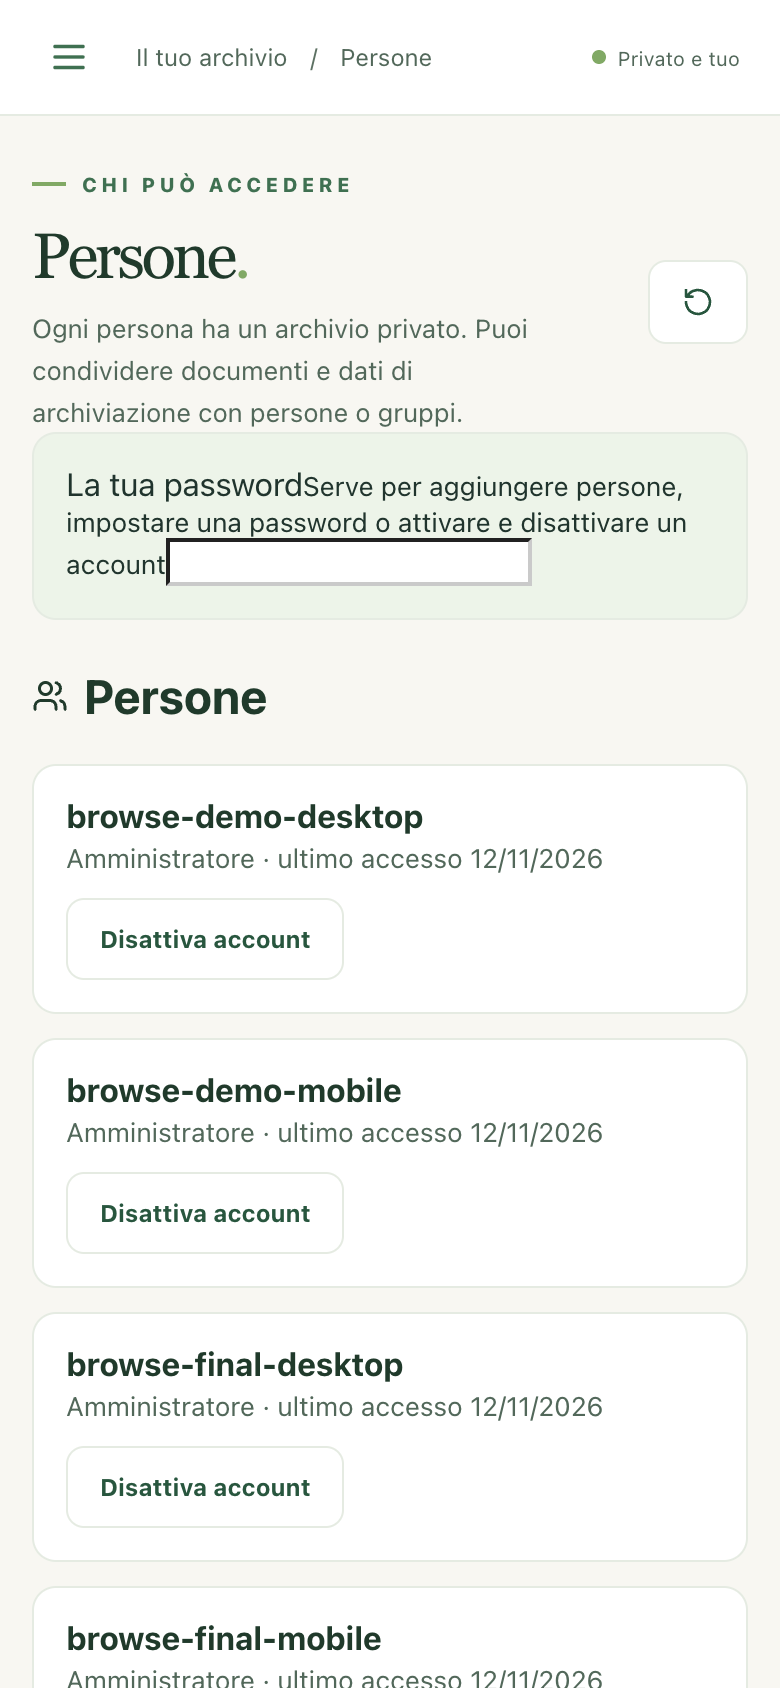 Il tuo archivio / Persone
Privato e tuo
CHI PUÒ ACCEDERE
Persone.
Ogni persona ha un archivio privato. Puoi
condividere documenti e dati di
archiviazione con persone o gruppi.
La tua passwordServe per aggiungere persone,
impostare una password o attivare e disattivare un
account
Persone
browse-demo-desktop
Amministratore · ultimo accesso 12/11/2026
Disattiva account
browse-demo-mobile
Amministratore · ultimo accesso 12/11/2026
Disattiva account
browse-final-desktop
Amministratore · ultimo accesso 12/11/2026
Disattiva account
browse-final-mobile
Amministratore · ultimo accesso 12/11/2026